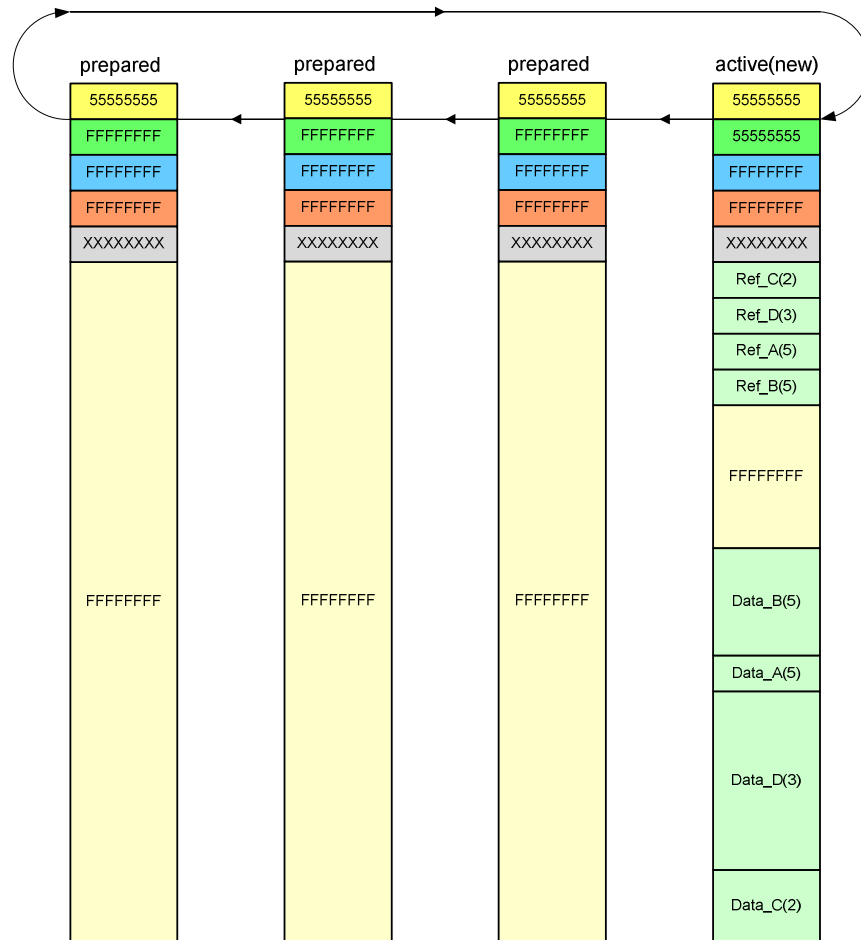 prepared prepared prepared active(new)
55555555 55555555 55555555 55555555
FFFFFFFF FFFFFFFF FFFFFFFF 55555555
FFFFFFFF FFFFFFFF FFFFFFFF FFFFFFFF
FFFFFFFF FFFFFFFF FFFFFFFF FFFFFFFF
XXXXXXXX XXXXXXXX XXXXXXXX XXXXXXXX
Ref_C(2)
Ref_D(3)
Ref_A(5)
Ref_B(5)
FFFFFFFF
FFFFFFFF FFFFFFFF FFFFFFFF Data_B(5)
Data_A(5)
Data_D(3)
Data_C(2)